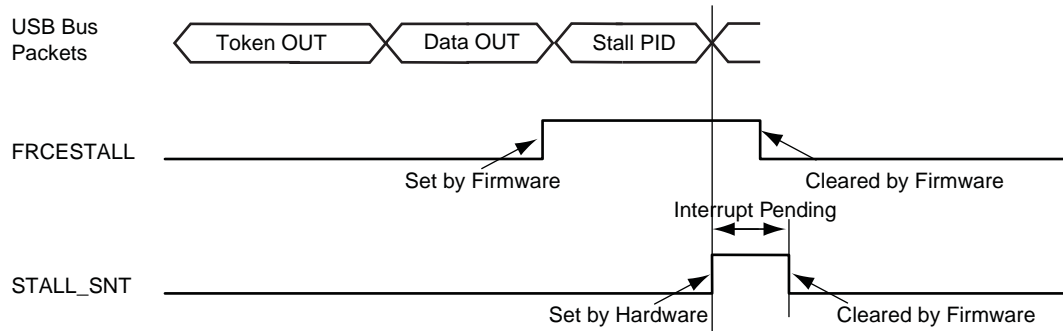 USB Bus
Packets
Token OUT
Data OUT
Stall PID
FRCESTALL
Set by Firmware
Cleared by Firmware
Interrupt Pending
STALL_SNT
Set by Hardware
Cleared by Firmware